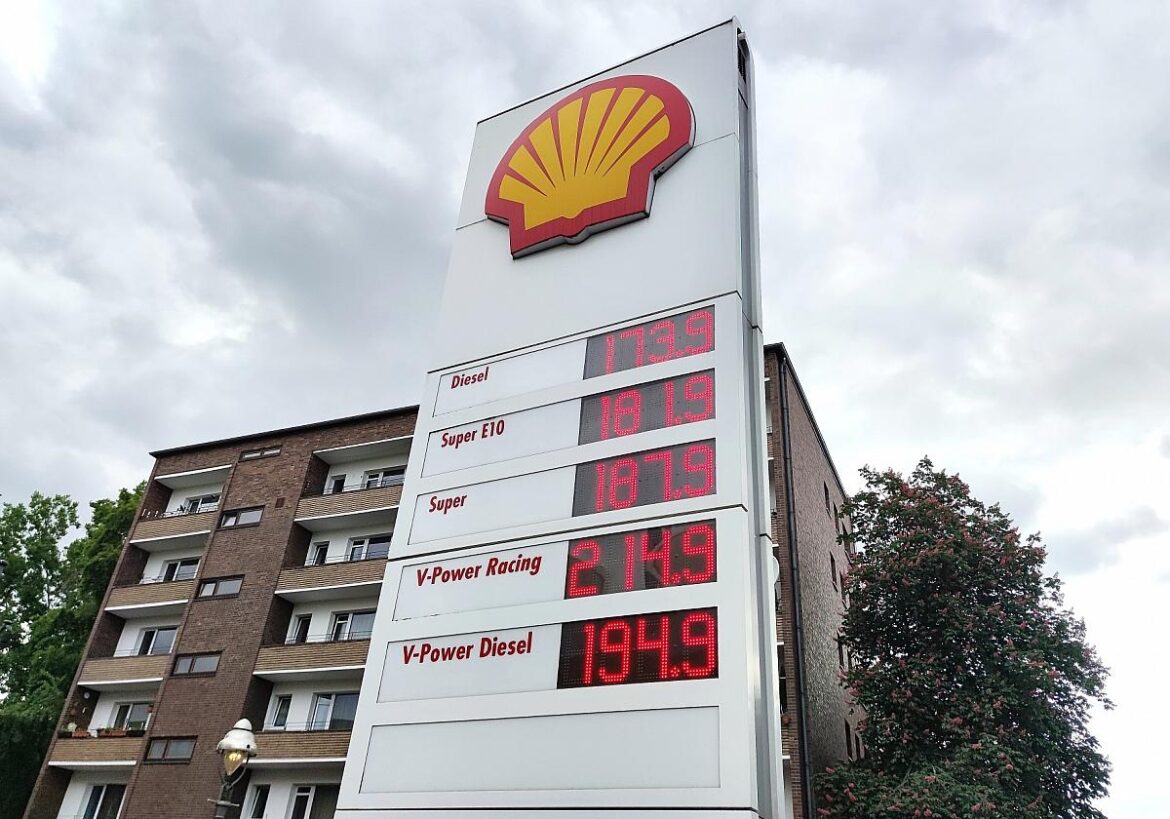 Diesel 173.9
Super E10 181.9
Super 187.9
V-Power Racing 214.9
V-Power Diesel 194.9